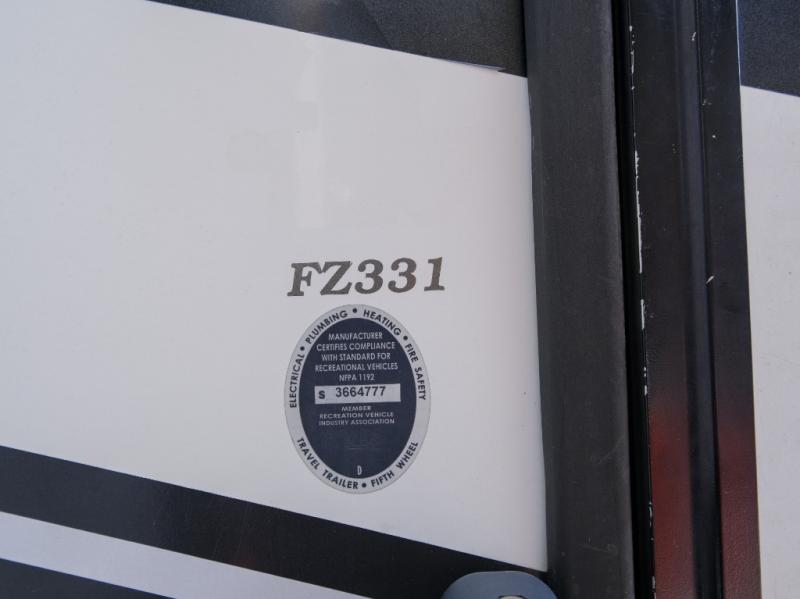 FZ331
ELECTRICAL • PLUMBING • HEATING • FIRE SAFETY
MANUFACTURER
CERTIFIES COMPLIANCE
WITH STANDARD FOR
RECREATIONAL VEHICLES
NFPA 1192
S 3664777
MEMBER
RECREATION VEHICLE
INDUSTRY ASSOCIATION
D
TRAVEL TRAILER • FIFTH WHEEL